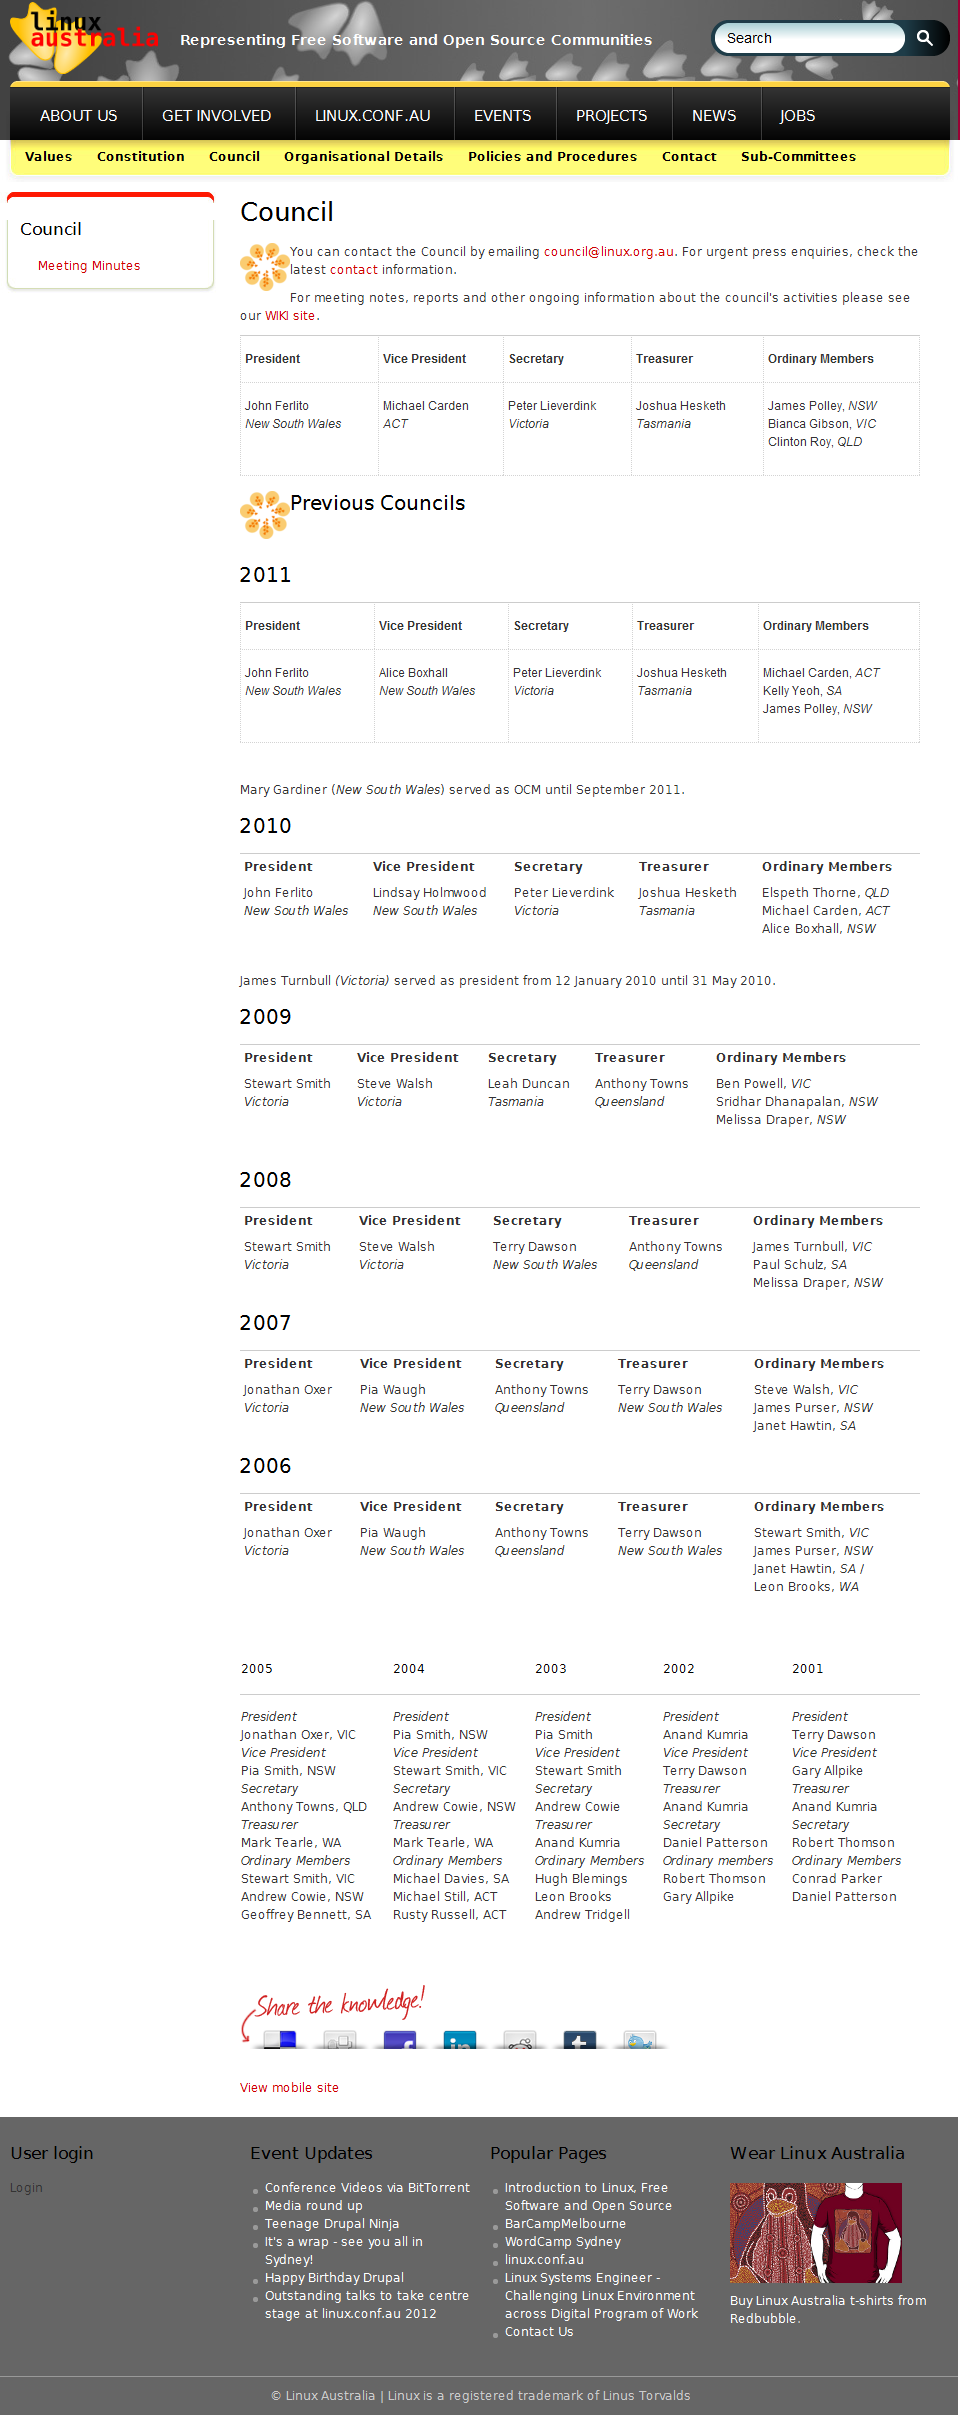 linux
australia
Representing Free Software and Open Source Communities
Search
ABOUT US GET INVOLVED LINUX.CONF.AU EVENTS PROJECTS NEWS JOBS
Values Constitution Council Organisational Details Policies and Procedures Contact Sub-Committees
Council
Meeting Minutes
Council
You can contact the Council by emailing council@linux.org.au. For urgent press enquiries, check the
latest contact information.
For meeting notes, reports and other ongoing information about the council's activities please see
our WIKI site.
President Vice President Secretary Treasurer Ordinary Members
John Ferlito Michael Carden Peter Lieverdink Joshua Hesketh James Polley, NSW
New South Wales ACT Victoria Tasmania Bianca Gibson, VIC
Clinton Roy, QLD
Previous Councils
2011
President Vice President Secretary Treasurer Ordinary Members
John Ferlito Alice Boxhall Peter Lieverdink Joshua Hesketh Michael Carden, ACT
New South Wales New South Wales Victoria Tasmania Kelly Yeoh, SA
James Polley, NSW
Mary Gardiner (New South Wales) served as OCM until September 2011.
2010
President Vice President Secretary Treasurer Ordinary Members
John Ferlito Lindsay Holmwood Peter Lieverdink Joshua Hesketh Elspeth Thorne, QLD
New South Wales New South Wales Victoria Tasmania Michael Carden, ACT
Alice Boxhall, NSW
James Turnbull (Victoria) served as president from 12 January 2010 until 31 May 2010.
2009
President Vice President Secretary Treasurer Ordinary Members
Stewart Smith Steve Walsh Leah Duncan Anthony Towns Ben Powell, VIC
Victoria Victoria Tasmania Queensland Sridhar Dhanapalan, NSW
Melissa Draper, NSW
2008
President Vice President Secretary Treasurer Ordinary Members
Stewart Smith Steve Walsh Terry Dawson Anthony Towns James Turnbull, VIC
Victoria Victoria New South Wales Queensland Paul Schulz, SA
Melissa Draper, NSW
2007
President Vice President Secretary Treasurer Ordinary Members
Jonathan Oxer Pia Waugh Anthony Towns Terry Dawson Steve Walsh, VIC
Victoria New South Wales Queensland New South Wales James Purser, NSW
Janet Hawtin, SA
2006
President Vice President Secretary Treasurer Ordinary Members
Jonathan Oxer Pia Waugh Anthony Towns Terry Dawson Stewart Smith, VIC
Victoria New South Wales Queensland New South Wales James Purser, NSW
Janet Hawtin, SA /
Leon Brooks, WA
2005 2004 2003 2002 2001
President President President President President
Jonathan Oxer, VIC Pia Smith, NSW Pia Smith Anand Kumria Terry Dawson
Vice President Vice President Vice President Vice President Vice President
Pia Smith, NSW Stewart Smith, VIC Stewart Smith Terry Dawson Gary Allpike
Secretary Secretary Secretary Treasurer Treasurer
Anthony Towns, QLD Andrew Cowie, NSW Andrew Cowie Anand Kumria Anand Kumria
Treasurer Treasurer Treasurer Secretary Secretary
Mark Tearle, WA Mark Tearle, WA Anand Kumria Daniel Patterson Robert Thomson
Ordinary Members Ordinary Members Ordinary Members Ordinary members Ordinary Members
Stewart Smith, VIC Michael Davies, SA Hugh Blemings Robert Thomson Conrad Parker
Andrew Cowie, NSW Michael Still, ACT Leon Brooks Gary Allpike Daniel Patterson
Geoffrey Bennett, SA Rusty Russell, ACT Andrew Tridgell
Share the knowledge!
View mobile site
User login
Login
Event Updates
Conference Videos via BitTorrent
Media round up
Teenage Drupal Ninja
It's a wrap - see you all in
Sydney!
Happy Birthday Drupal
Outstanding talks to take centre
stage at linux.conf.au 2012
Popular Pages
Introduction to Linux, Free
Software and Open Source
BarCampMelbourne
WordCamp Sydney
linux.conf.au
Linux Systems Engineer -
Challenging Linux Environment
across Digital Program of Work
Contact Us
Wear Linux Australia
Buy Linux Australia t-shirts from
Redbubble.
© Linux Australia | Linux is a registered trademark of Linus Torvalds